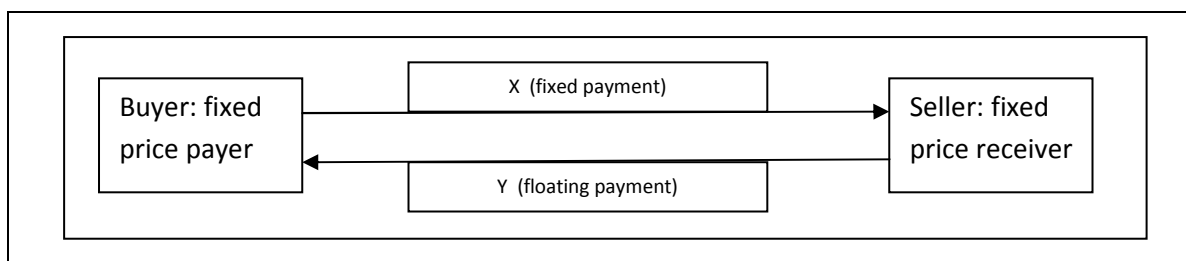 Buyer: fixed
price payer
X (fixed payment)
Y (floating payment)
Seller: fixed
price receiver